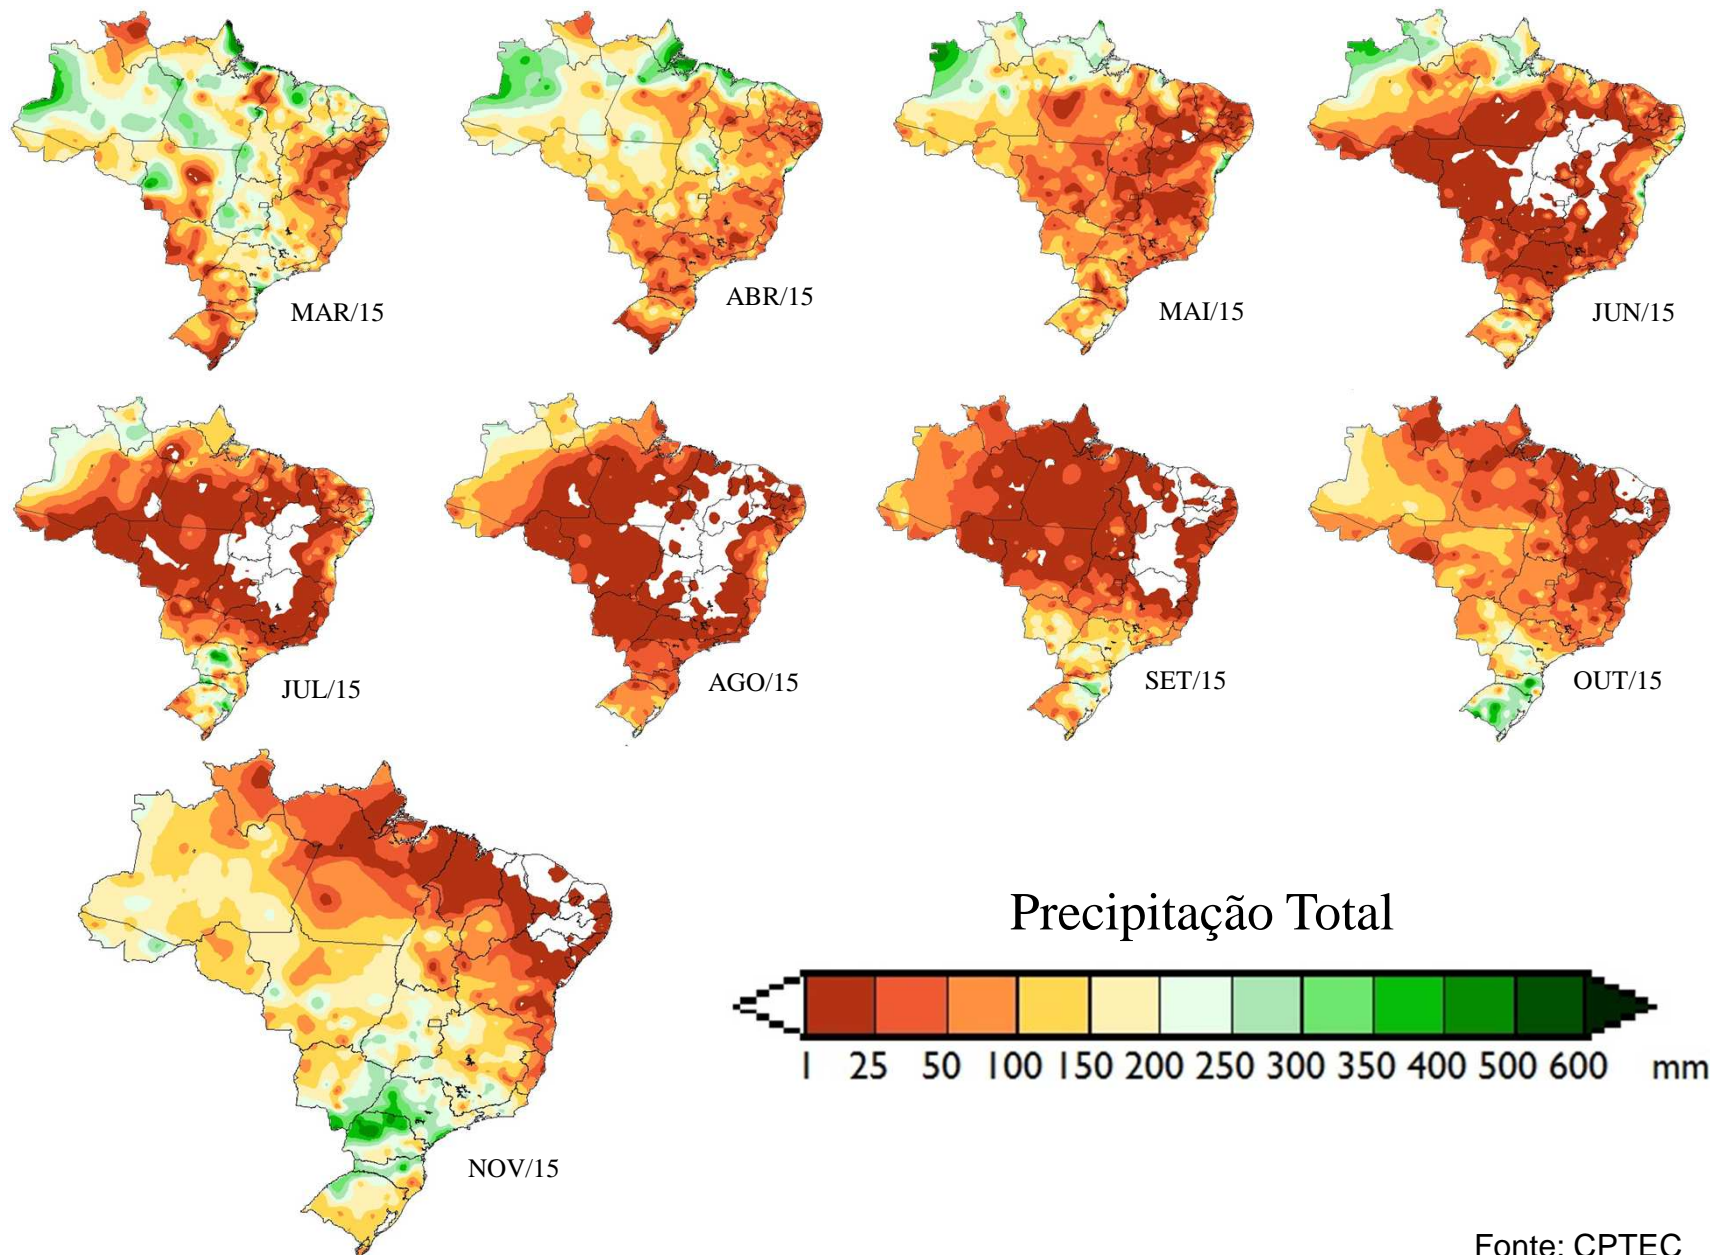 MAR/15
ABR/15
MAI/15
JUN/15
JUL/15
AGO/15
SET/15
OUT/15
NOV/15
Precipitação Total
1 25 50 100 150 200 250 300 350 400 500 600 mm
Fonte: CPTEC